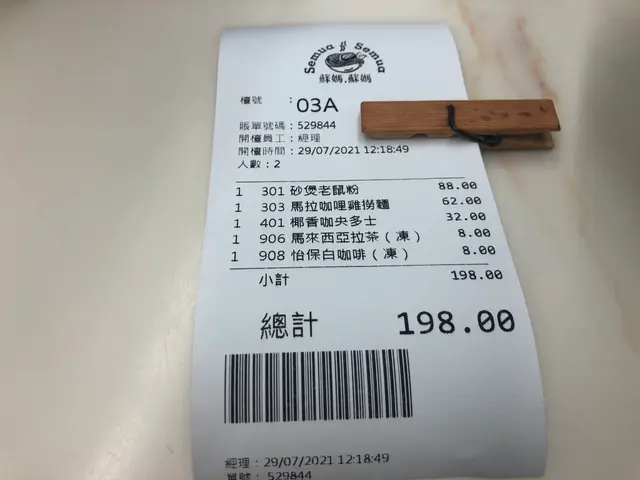 Semua Semua
蘇媽.蘇媽
檯號 : 03A
賬單號碼 : 529844
開檯員工 : 經理
開檯時間 : 29/07/2021 12:18:49
人數 : 2
1 301 砂煲老鼠粉 88.00
1 303 馬拉咖哩雞撈麵 62.00
1 401 椰香咖央多士 32.00
1 906 馬來西亞拉茶（凍） 8.00
1 908 怡保白咖啡（凍） 8.00
小計 198.00
總計 198.00
經理 : 29/07/2021 12:18:49
單號 : 529844